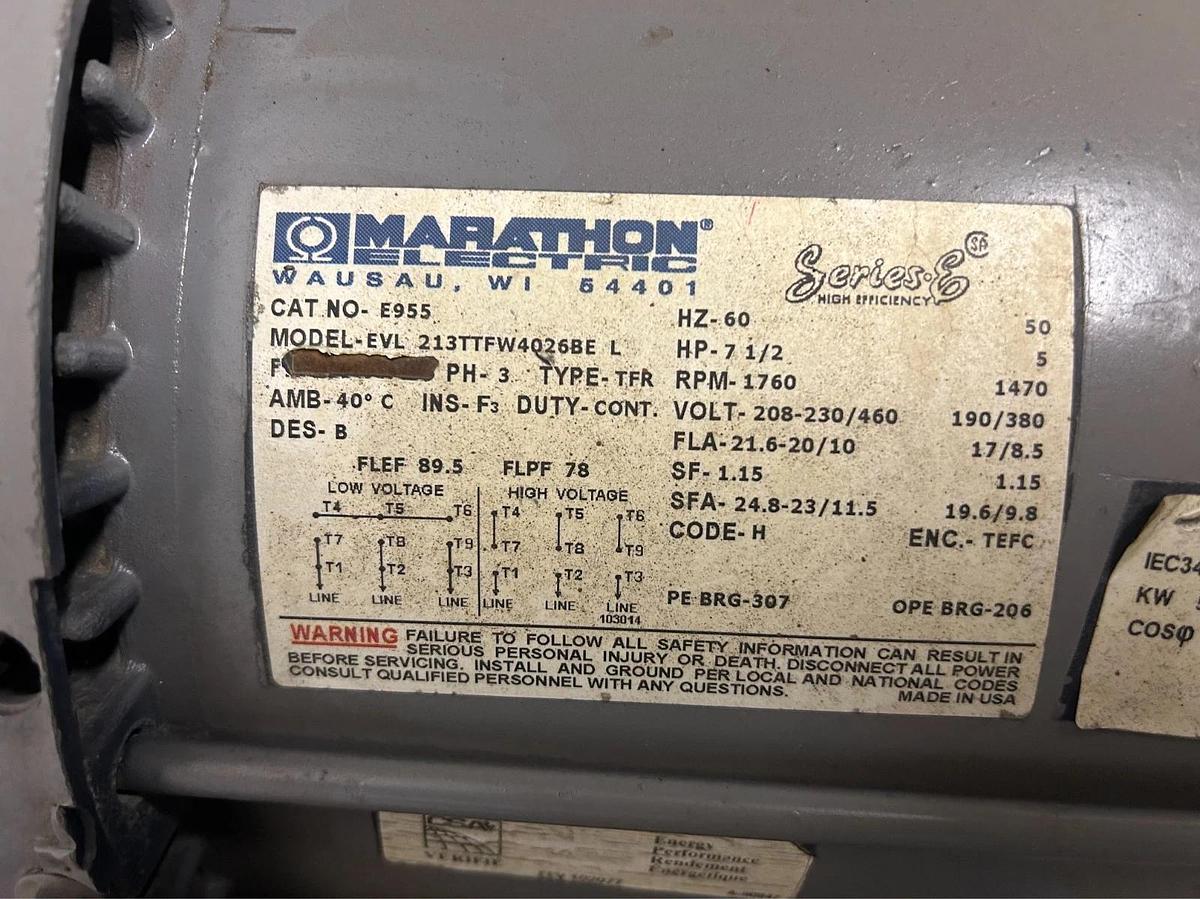 MARATHON®
ELECTRIC
WAUSAU, WI 54401
Series-E
HIGH EFFICIENCY
CAT NO- E955
MODEL-EVL 213TTFW4026BE L
PH- 3 TYPE-TFR
AMB-40° C INS-F3 DUTY-CONT.
DES- B
HZ-60 50
HP-7 1/2 5
RPM-1760 1470
VOLT-208-230/460 190/380
FLA-21.6-20/10 17/8.5
SF-1.15 1.15
SFA-24.8-23/11.5 19.6/9.8
CODE-H ENC.-TEFC
FLEF 89.5 FLPF 78
LOW VOLTAGE HIGH VOLTAGE
T4 T5 T6 T4 T5 T6
T7 T8 T9 T7 T8 T9
T1 T2 T3 T1 T2 T3
LINE LINE LINE LINE LINE LINE
103014
PE BRG-307 OPE BRG-206
WARNING FAILURE TO FOLLOW ALL SAFETY INFORMATION CAN RESULT IN
SERIOUS PERSONAL INJURY OR DEATH. DISCONNECT ALL POWER
BEFORE SERVICING. INSTALL AND GROUND PER LOCAL AND NATIONAL CODES
CONSULT QUALIFIED PERSONNEL WITH ANY QUESTIONS. MADE IN USA
IEC34
KW
COSφ
Energy
Performance
Rendement
Énergétique
VERIFIE